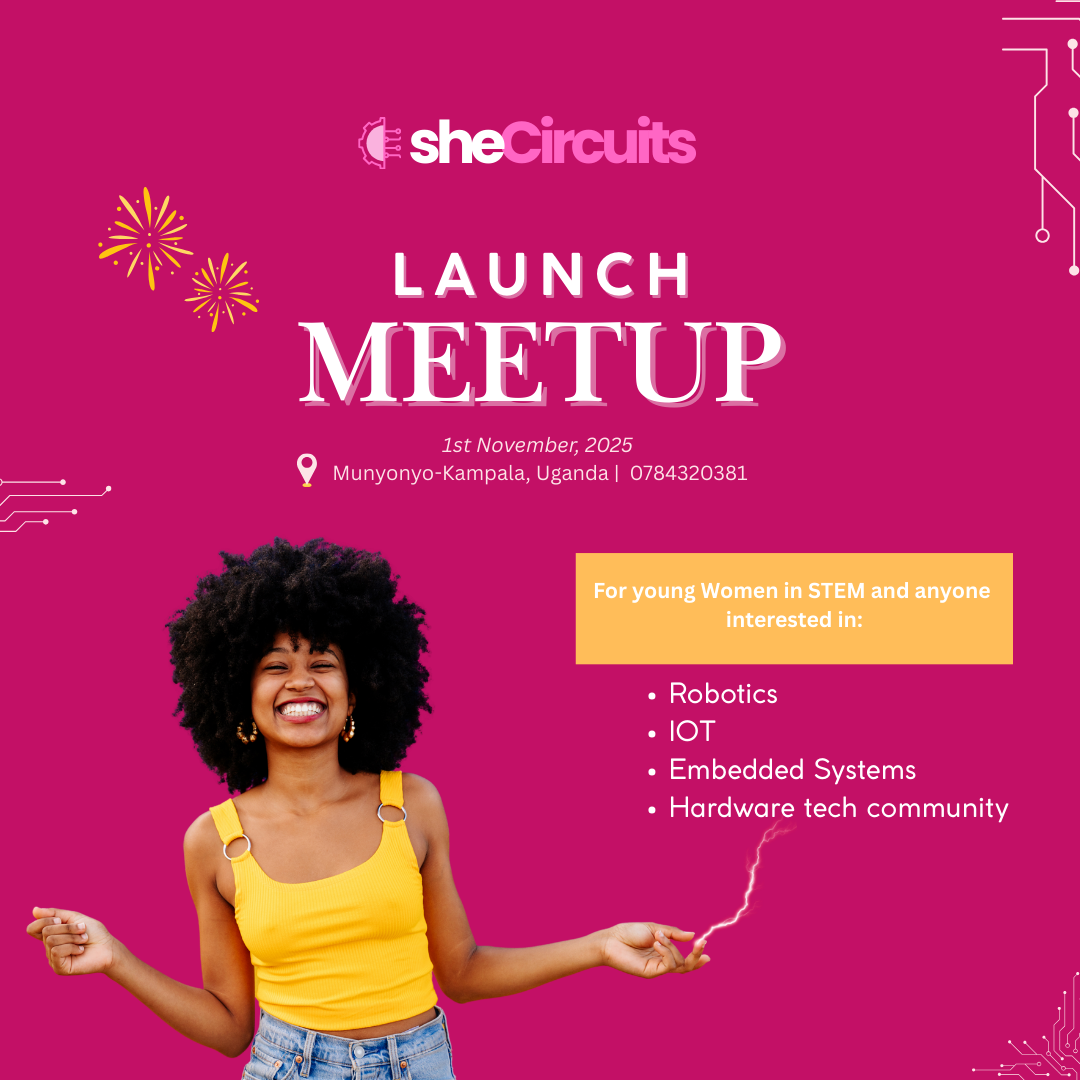 sheCircuits
LAUNCH
MEETUP
1st November, 2025
Munyonyo-Kampala, Uganda | 0784320381
For young Women in STEM and anyone
interested in:
• Robotics
• IOT
• Embedded Systems
• Hardware tech community